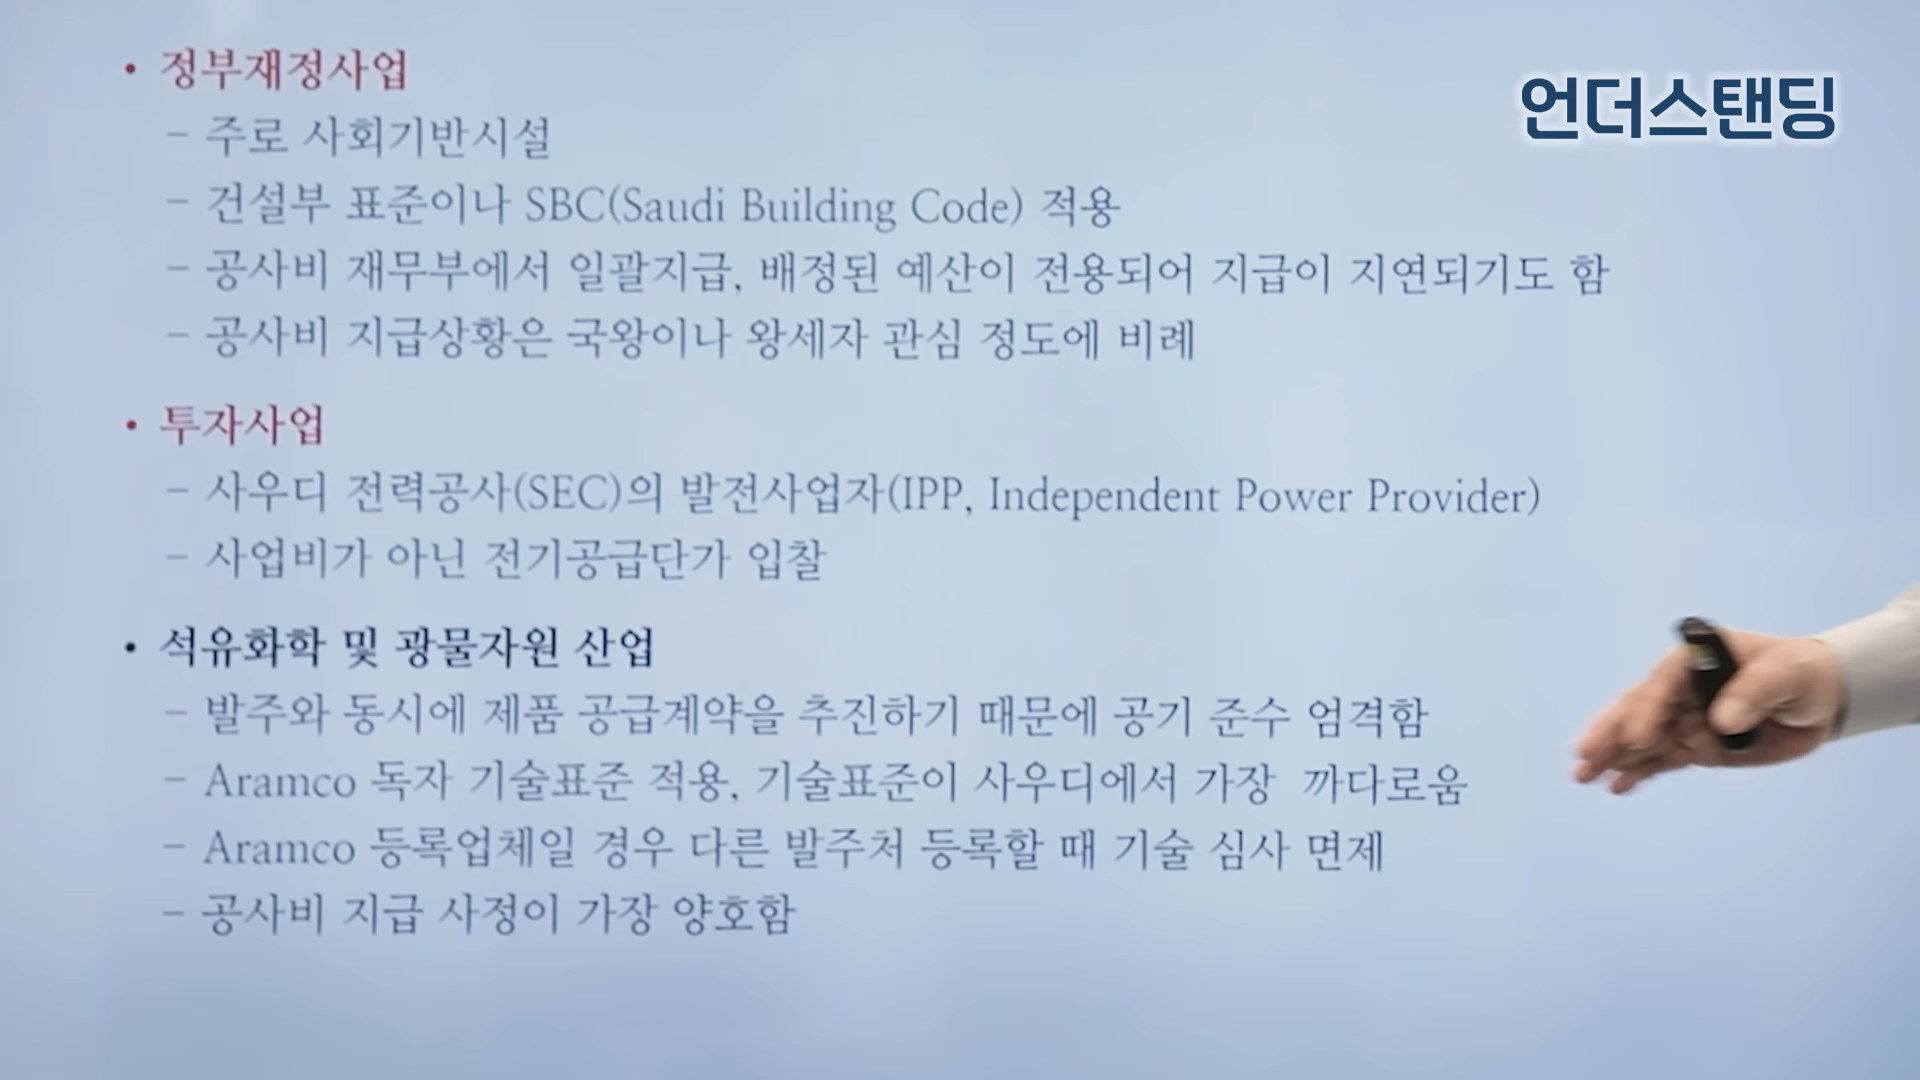 언더스탠딩
• 정부재정사업
– 주로 사회기반시설
– 건설부 표준이나 SBC(Saudi Building Code) 적용
– 공사비 재무부에서 일괄지급, 배정된 예산이 전용되어 지급이 지연되기도 함
– 공사비 지급상황은 국왕이나 왕세자 관심 정도에 비례
• 투자사업
– 사우디 전력공사(SEC)의 발전사업자(IPP, Independent Power Provider)
– 사업비가 아닌 전기공급단가 입찰
• 석유화학 및 광물자원 산업
– 발주와 동시에 제품 공급계약을 추진하기 때문에 공기 준수 엄격함
– Aramco 독자 기술표준 적용, 기술표준이 사우디에서 가장 까다로움
– Aramco 등록업체일 경우 다른 발주처 등록할 때 기술 심사 면제
– 공사비 지급 사정이 가장 양호함